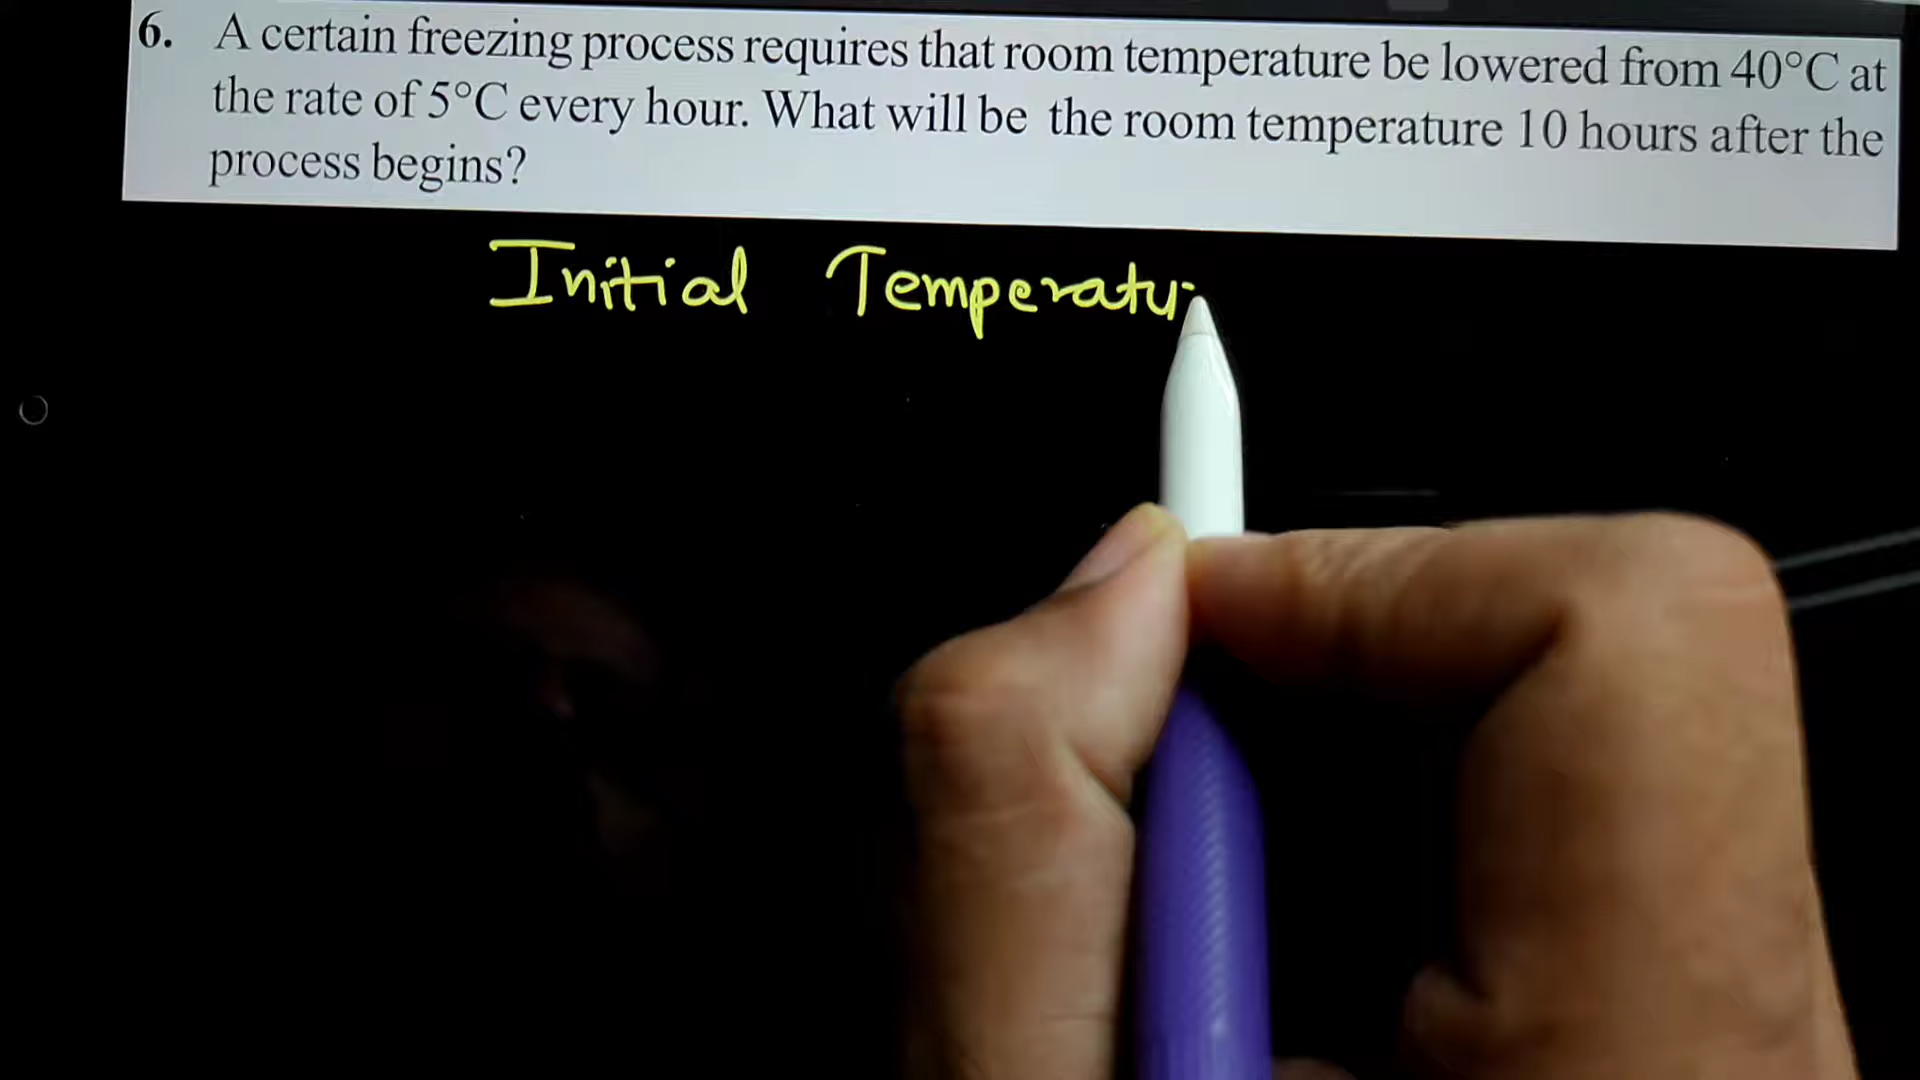 6. A certain freezing process requires that room temperature be lowered from 40°C at
the rate of 5°C every hour. What will be the room temperature 10 hours after the
process begins?
Initial Temperatu